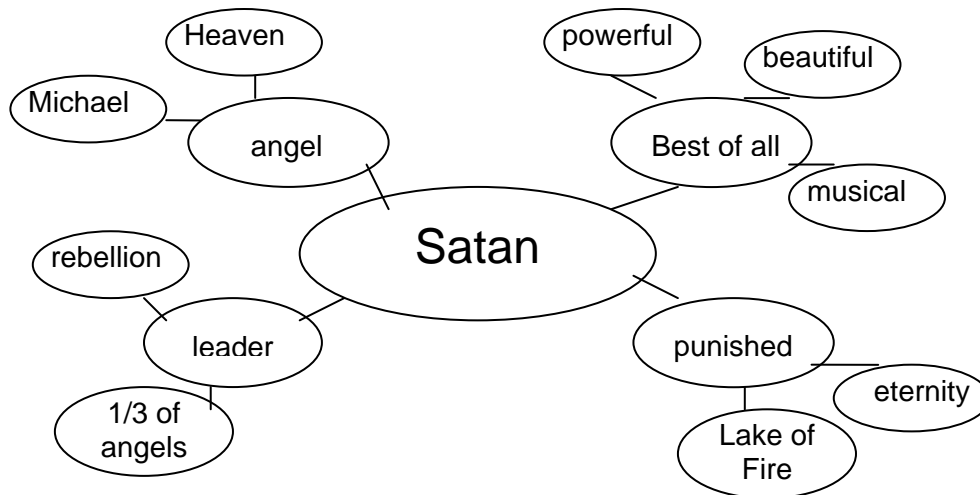 Heaven
powerful
beautiful
Michael
angel
Best of all
musical
Satan
rebellion
leader
punished
eternity
1/3 of
angels
Lake of
Fire